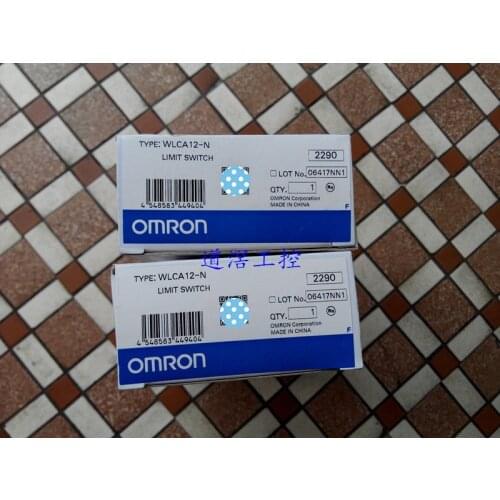 TYPE: WLCA12-N
LIMIT SWITCH
2290
LOT No. 06417NN1
QTY. 1
OMRON Corporation
MADE IN CHINA
4 548583 449404
F
OMRON
道浯工控
TYPE: WLCA12-N
LIMIT SWITCH
2290
LOT No. 06417NN1
QTY. 1
OMRON Corporation
MADE IN CHINA
4 548583 449404
F
OMRON